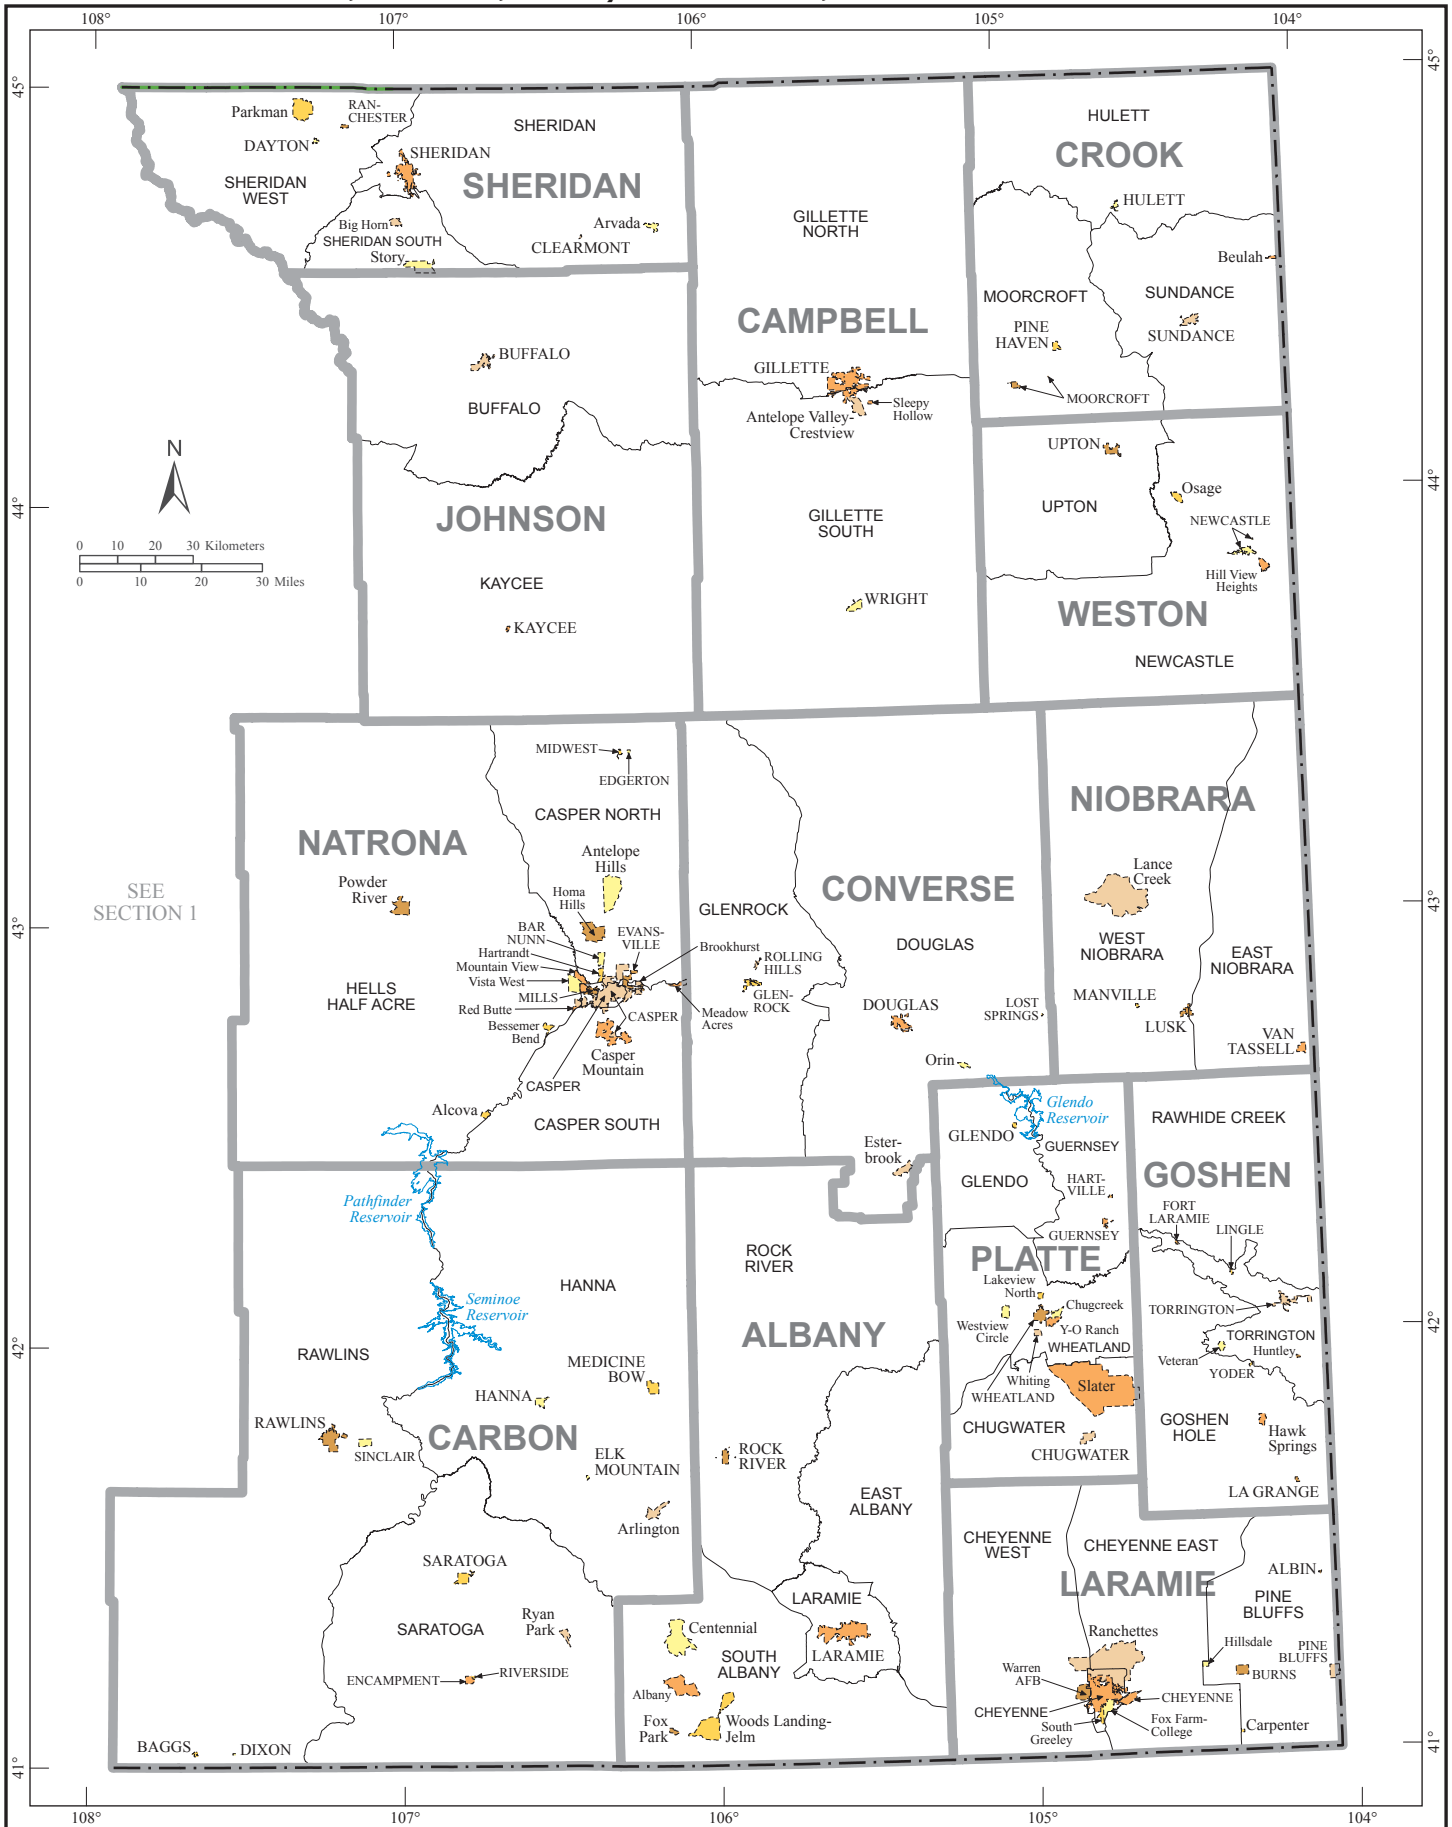 108°
107°
106°
105°
104°
45°
45°
Parkman
RAN-
CHESTER
DAYTON
SHERIDAN
WEST
SHERIDAN
SHERIDAN
SHERIDAN
Big Horn
SHERIDAN SOUTH
Story
Arvada
CLEARMONT
GILLETTE
NORTH
CAMPBELL
GILLETTE
Antelope Valley-
Crestview
Sleepy
Hollow
GILLETTE
SOUTH
WRIGHT
HULETT
CROOK
HULETT
Beulah
MOORCROFT
SUNDANCE
PINE
HAVEN
SUNDANCE
MOORCROFT
BUFFALO
BUFFALO
JOHNSON
KAYCEE
KAYCEE
N
0 10 20 30 Kilometers
0 10 20 30 Miles
44°
44°
UPTON
Osage
UPTON
NEWCASTLE
Hill View
Heights
WESTON
NEWCASTLE
MIDWEST
EDGERTON
CASPER NORTH
NATRONA
Antelope
Hills
Powder
River
Homa
Hills
BAR
NUNN
EVANS-
VILLE
Hartrandt
Mountain View
Vista West
MILLS
Red Butte
Bessemer
Bend
Brookhurst
Meadow
Acres
CASPER
Casper
Mountain
CASPER
HELLS
HALF ACRE
Alcova
CASPER SOUTH
SEE
SECTION 1
43°
43°
CONVERSE
GLENROCK
DOUGLAS
ROLLING
HILLS
GLEN-
ROCK
DOUGLAS
LOST
SPRINGS
Orin
Ester-
brook
NIOBRARA
Lance
Creek
WEST
NIOBRARA
EAST
NIOBRARA
MANVILLE
LUSK
VAN
TASSELL
Glendo
Reservoir
GLENDO
GUERNSEY
GLENDO
HART-
VILLE
GUERNSEY
PLATTE
Lakeview
North
Chugcreek
Westview
Circle
Y-O Ranch
WHEATLAND
Whiting
WHEATLAND
Slater
CHUGWATER
CHUGWATER
RAWHIDE CREEK
GOSHEN
FORT
LARAMIE
LINGLE
TORRINGTON
TORRINGTON
Veteran
Huntley
YODER
GOSHEN
HOLE
Hawk
Springs
LA GRANGE
Pathfinder
Reservoir
Seminoe
Reservoir
HANNA
RAWLINS
MEDICINE
BOW
HANNA
RAWLINS
SINCLAIR
CARBON
ELK
MOUNTAIN
Arlington
SARATOGA
SARATOGA
Ryan
Park
ENCAMPMENT
RIVERSIDE
BAGGS
DIXON
42°
42°
ROCK
RIVER
ALBANY
ROCK
RIVER
EAST
ALBANY
LARAMIE
LARAMIE
Centennial
SOUTH
ALBANY
Albany
Fox
Park
Woods Landing-
Jelm
CHEYENNE
WEST
CHEYENNE EAST
LARAMIE
ALBIN
PINE
BLUFFS
Ranchettes
Hillsdale
PINE
BLUFFS
Warren
AFB
BURNS
CHEYENNE
CHEYENNE
South
Greeley
Fox Farm-
College
Carpenter
41°
41°
108°
107°
106°
105°
104°